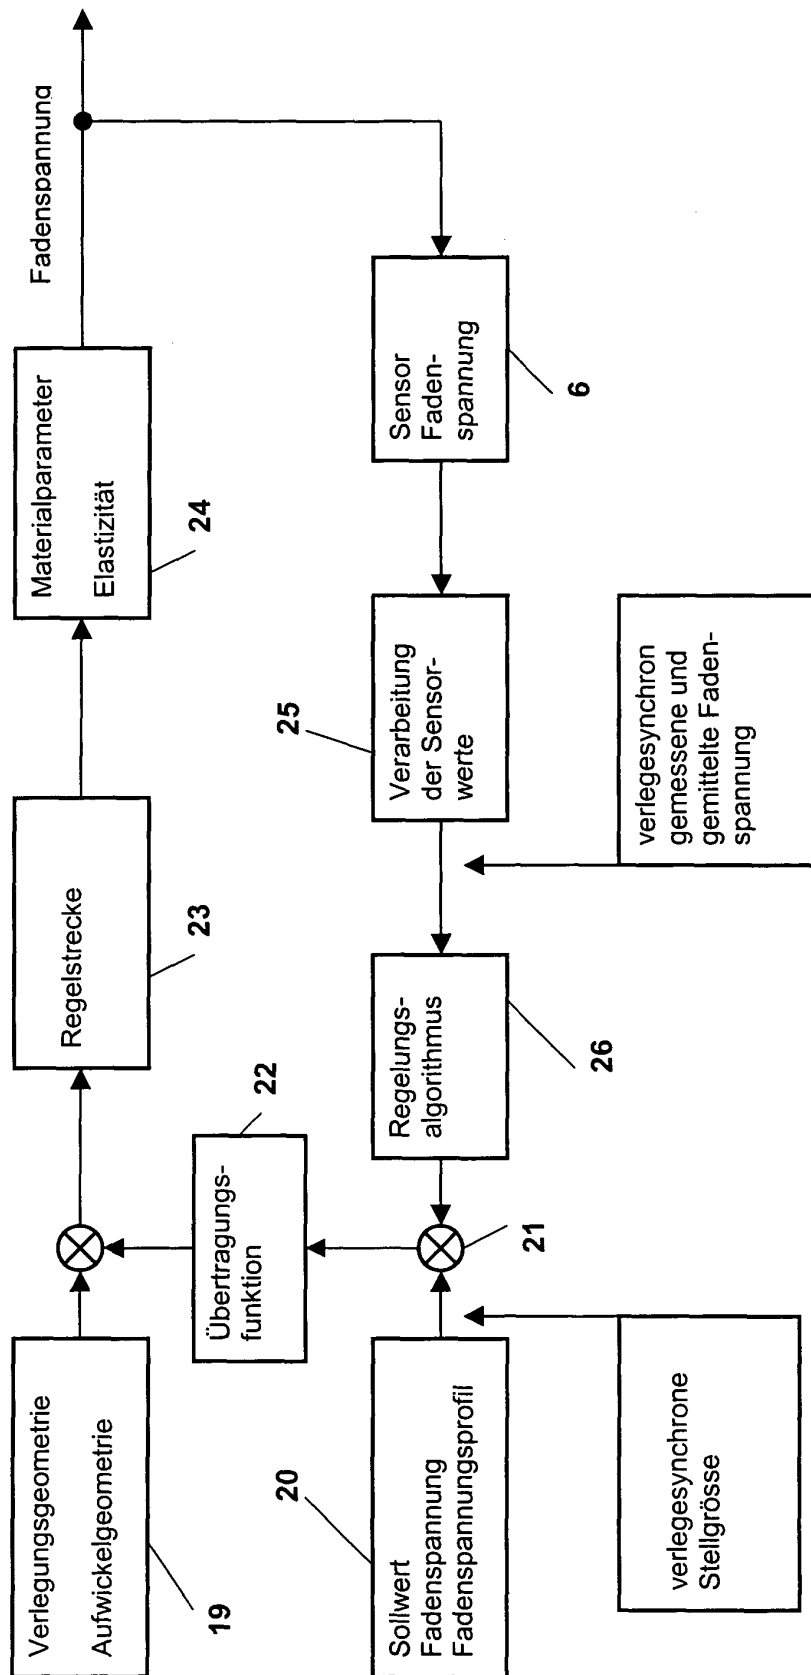 Verlegungsgeometrie
Aufwickelgeometrie
19
Regelstrecke
23
Materialparameter
Elastizität
24
Fadenspannung
Übertragungs-
funktion
22
Sollwert
Fadenspannung
Fadenspannungsprofil
20
21
Regelungs-
algorithmus
26
Verarbeitung
der Sensor-
werte
25
Sensor
Faden-
spannung
6
verlegesynchrone
Stellgrösse
verlegesynchron
gemessene und
gemittelte Faden-
spannung